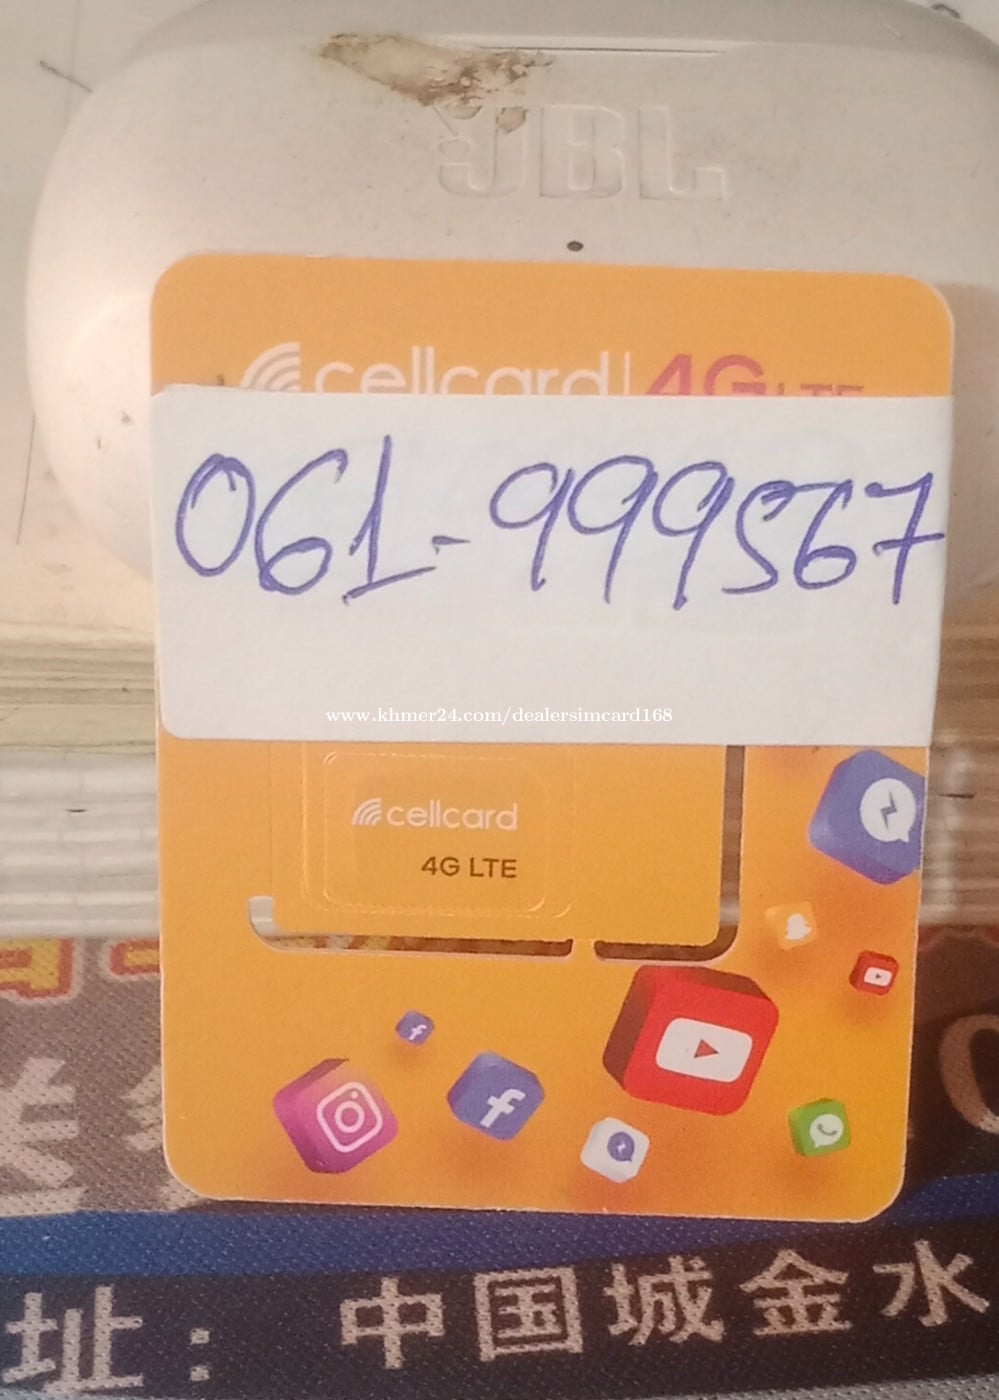 JBL
cellcard | 4G LTE
061-999567
www.khmer24.com/dealersimcard168
cellcard
4G LTE
址：中国城金水